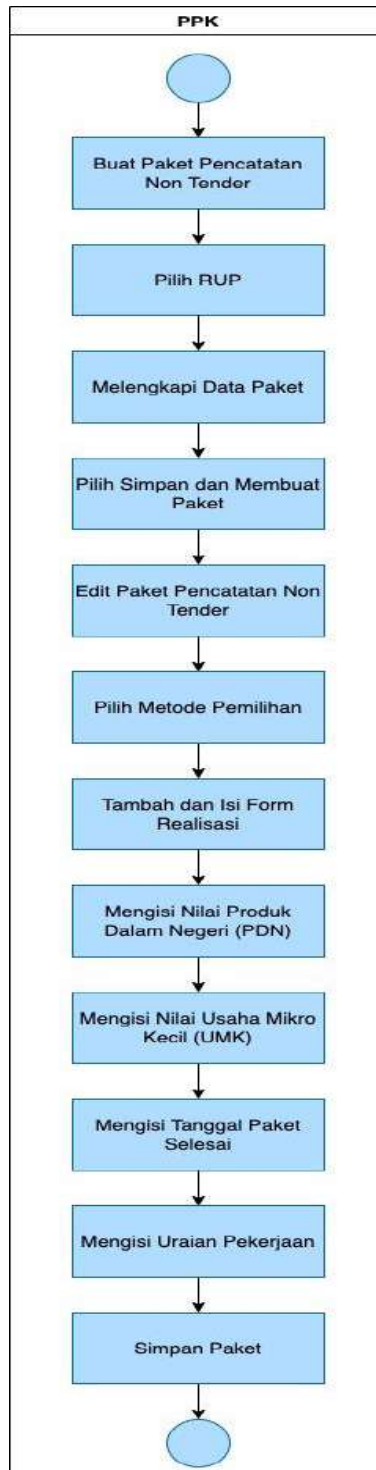 PPK
Buat Paket Pencatatan
Non Tender
Pilih RUP
Melengkapi Data Paket
Pilih Simpan dan Membuat
Paket
Edit Paket Pencatatan Non
Tender
Pilih Metode Pemilihan
Tambah dan Isi Form
Realisasi
Mengisi Nilai Produk
Dalam Negeri (PDN)
Mengisi Nilai Usaha Mikro
Kecil (UMK)
Mengisi Tanggal Paket
Selesai
Mengisi Uraian Pekerjaan
Simpan Paket